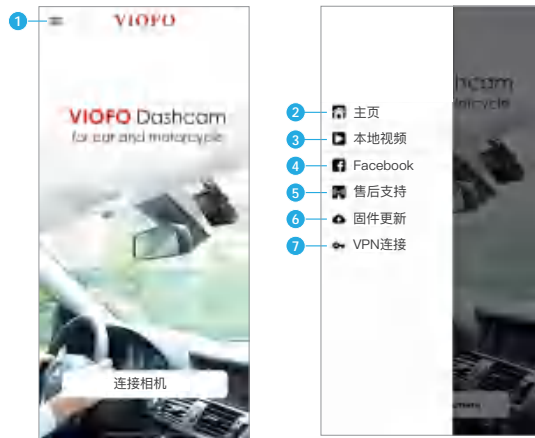 1
VIOFO
VIOFO Dashcam
for car and motorcycle
连接相机
hcam
2 主页
3 本地视频
4 Facebook
5 售后支持
6 固件更新
7 VPN连接